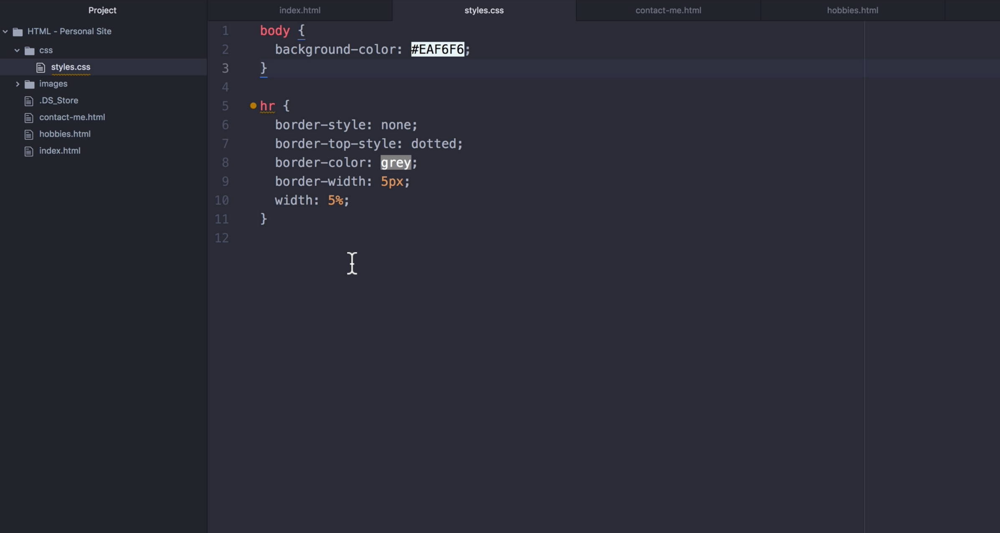 Project
HTML - Personal Site
css
styles.css
images
.DS_Store
contact-me.html
hobbies.html
index.html
index.html styles.css contact-me.html hobbies.html
1 body {
2 background-color: #EAF6F6;
3 }
4
5 hr {
6 border-style: none;
7 border-top-style: dotted;
8 border-color: grey;
9 border-width: 5px;
10 width: 5%;
11 }
12